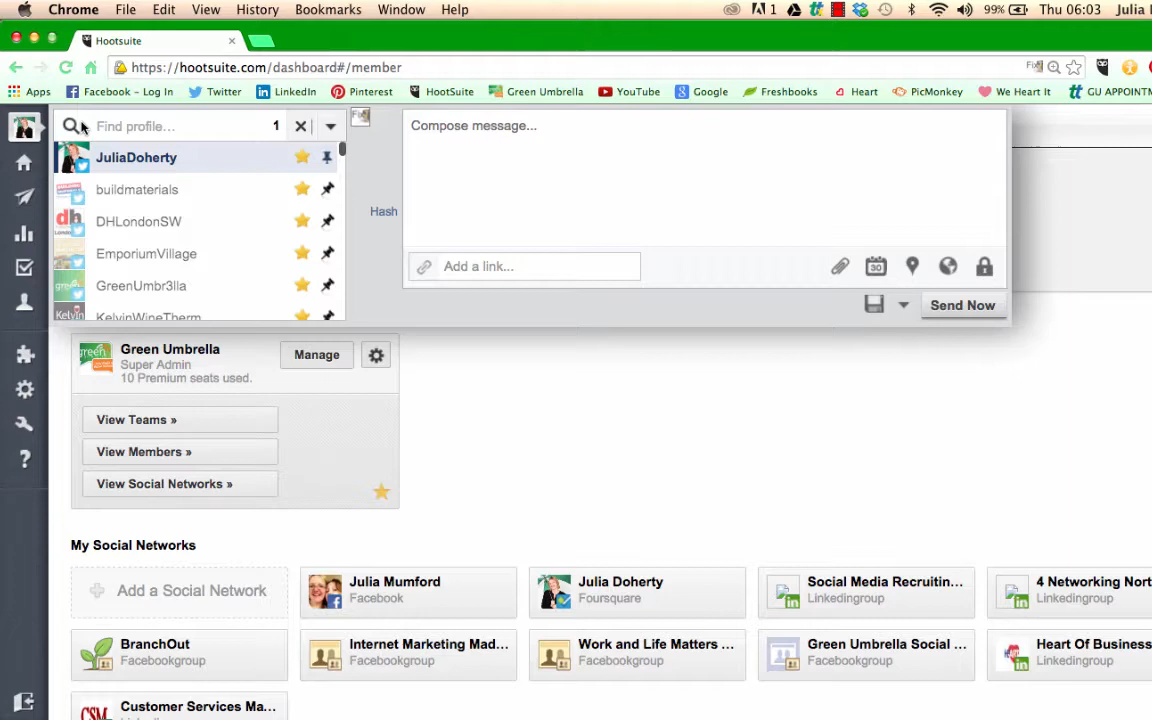 Chrome File Edit View History Bookmarks Window Help 1 99% Thu 06:03 Julia
Hootsuite
https://hootsuite.com/dashboard#/member
Apps Facebook - Log In Twitter LinkedIn Pinterest HootSuite Green Umbrella YouTube Google Freshbooks Heart PicMonkey We Heart It GU APPOINTM
Find profile... 1
Compose message...
JuliaDoherty
buildmaterials
DHLondonSW
EmporiumVillage
GreenUmbr3lla
KelvinWineTherm
Hash
Add a link...
30
Send Now
Green Umbrella
Super Admin
10 Premium seats used.
Manage
View Teams »
View Members »
View Social Networks »
My Social Networks
Add a Social Network
Julia Mumford
Facebook
Julia Doherty
Foursquare
Social Media Recruitin...
Linkedingroup
4 Networking Nort
Linkedingroup
BranchOut
Facebookgroup
Internet Marketing Mad...
Facebookgroup
Work and Life Matters ...
Facebookgroup
Green Umbrella Social ...
Facebookgroup
Heart Of Business
Linkedingroup
CSM
Customer Services Ma...